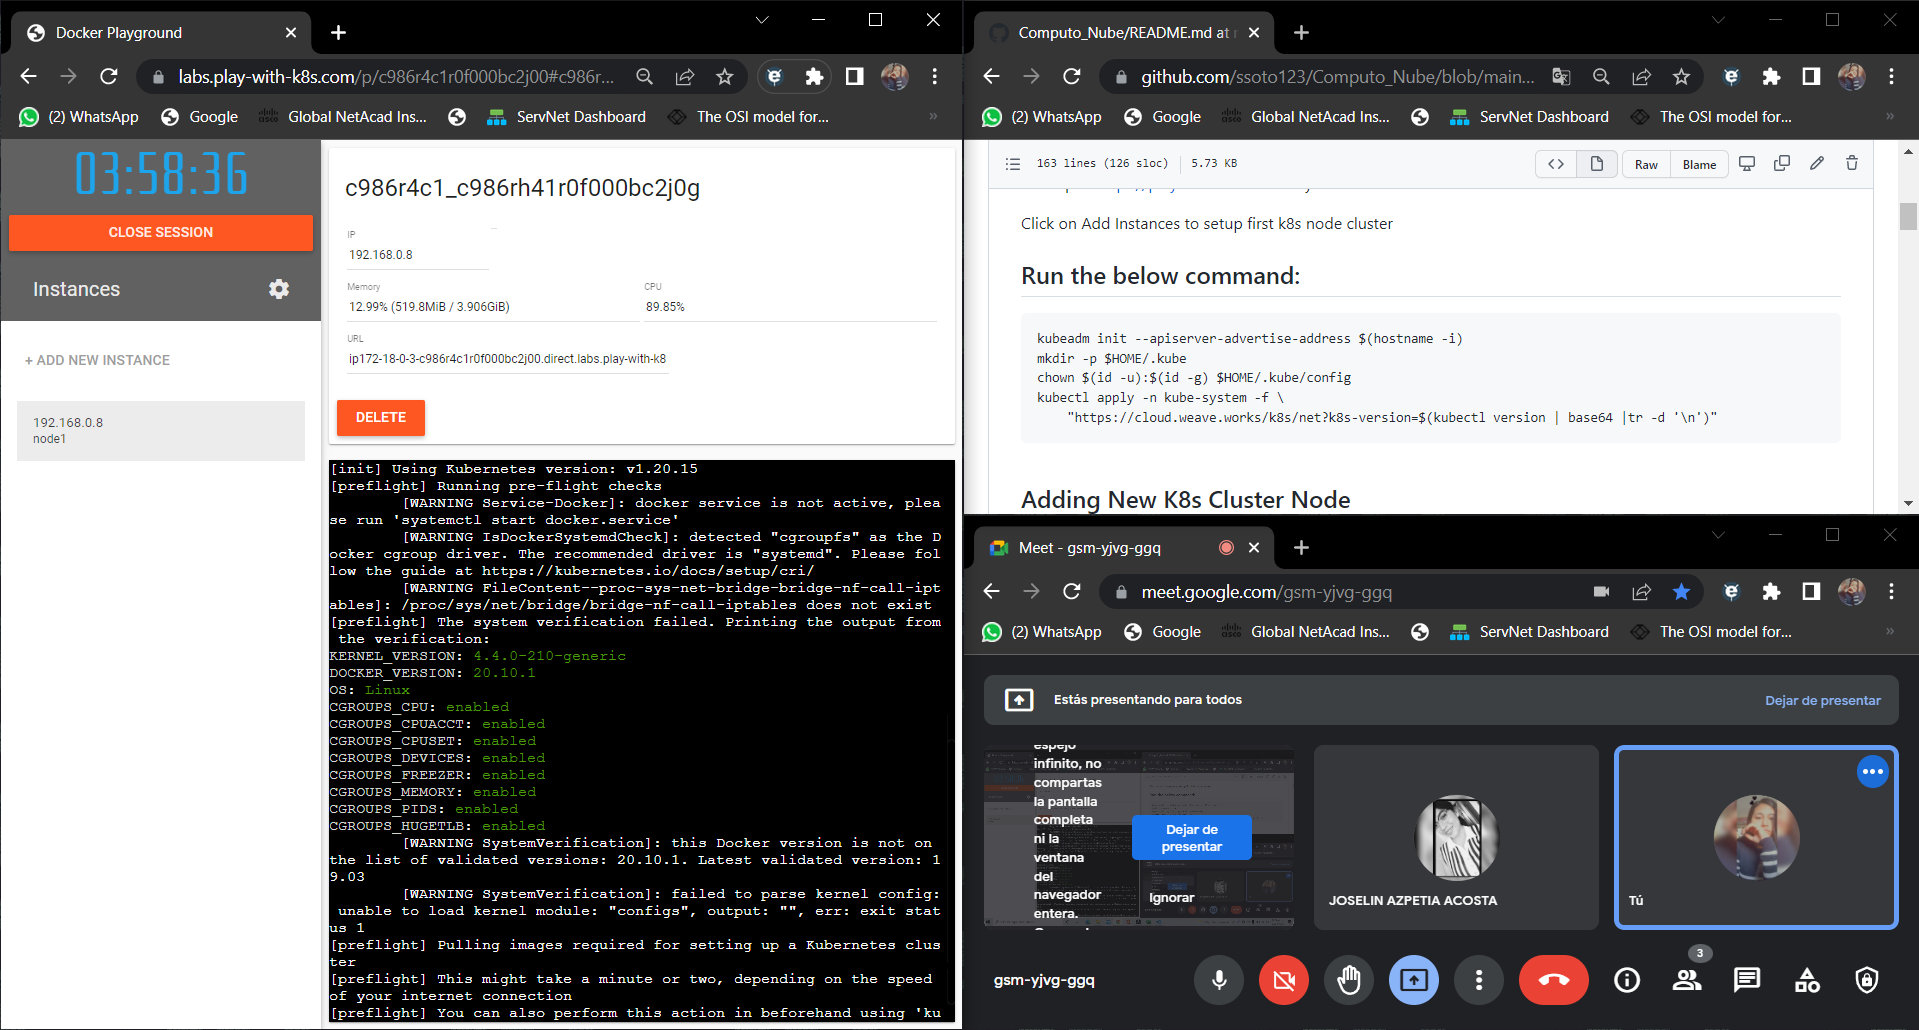 Docker Playground
labs.play-with-k8s.com/p/c986r4c1r0f000bc2j00#c986r...
(2) WhatsApp
Google
Global NetAcad Ins...
ServNet Dashboard
The OSI model for...
»
03:58:36
CLOSE SESSION
Instances
+ ADD NEW INSTANCE
192.168.0.8
node1
c986r4c1_c986rh41r0f000bc2j0g
IP
192.168.0.8
Memory
12.99% (519.8MiB / 3.906GiB)
CPU
89.85%
URL
ip172-18-0-3-c986r4c1r0f000bc2j00.direct.labs.play-with-k8
DELETE
[init] Using Kubernetes version: v1.20.15
[preflight] Running pre-flight checks
[WARNING Service-Docker]: docker service is not active, plea
se run 'systemctl start docker.service'
[WARNING IsDockerSystemdCheck]: detected "cgroupfs" as the D
ocker cgroup driver. The recommended driver is "systemd". Please fol
low the guide at https://kubernetes.io/docs/setup/cri/
[WARNING FileContent--proc-sys-net-bridge-bridge-nf-call-ipt
ables]: /proc/sys/net/bridge/bridge-nf-call-iptables does not exist
[preflight] The system verification failed. Printing the output from
the verification:
KERNEL_VERSION: 4.4.0-210-generic
DOCKER_VERSION: 20.10.1
OS: Linux
CGROUPS_CPU: enabled
CGROUPS_CPUACCT: enabled
CGROUPS_CPUSET: enabled
CGROUPS_DEVICES: enabled
CGROUPS_FREEZER: enabled
CGROUPS_MEMORY: enabled
CGROUPS_PIDS: enabled
CGROUPS_HUGETLB: enabled
[WARNING SystemVerification]: this Docker version is not on
the list of validated versions: 20.10.1. Latest validated version: 1
9.03
[WARNING SystemVerification]: failed to parse kernel config:
unable to load kernel module: "configs", output: "", err: exit stat
us 1
[preflight] Pulling images required for setting up a Kubernetes clus
ter
[preflight] This might take a minute or two, depending on the speed
of your internet connection
[preflight] You can also perform this action in beforehand using 'ku
Computo_Nube/README.md at
github.com/ssoto123/Computo_Nube/blob/main...
(2) WhatsApp
Google
Global NetAcad Ins...
ServNet Dashboard
The OSI model for...
»
163 lines (126 sloc)
5.73 KB
Raw
Blame
Click on Add Instances to setup first k8s node cluster
Run the below command:
kubeadm init --apiserver-advertise-address $(hostname -i)
mkdir -p $HOME/.kube
chown $(id -u):$(id -g) $HOME/.kube/config
kubectl apply -n kube-system -f \
"https://cloud.weave.works/k8s/net?k8s-version=$(kubectl version | base64 |tr -d '\n')"
Adding New K8s Cluster Node
Meet - gsm-yjvg-ggq
meet.google.com/gsm-yjvg-ggq
(2) WhatsApp
Google
Global NetAcad Ins...
ServNet Dashboard
The OSI model for...
»
Estás presentando para todos
Dejar de presentar
espejo
infinito, no
compartas
la pantalla
completa
ni la
ventana
del
navegador
entera.
Dejar de
presentar
Ignorar
JOSELIN AZPETIA ACOSTA
Tú
gsm-yjvg-ggq
3